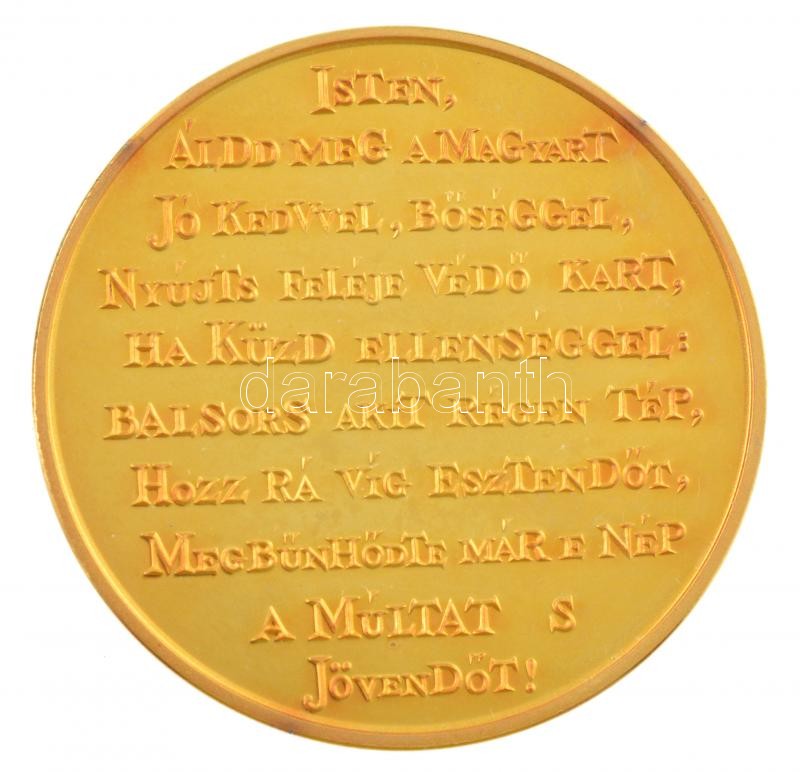 ISTEN,
ÁLDD MEG A MAGYART
JÓ KEDVVEL, BŐSÉGGEL,
NYÚJTS FELÉJE VÉDŐ KART,
HA KÜZD ELLENSÉGGEL:
BALSORS AKIT RÉGEN TÉP,
HOZZ RÁ VÍG ESZTENDŐT,
MEGBŰNHŐDTE MÁR E NÉP
A MÚLTAT S
JÖVENDŐT!
darabanth